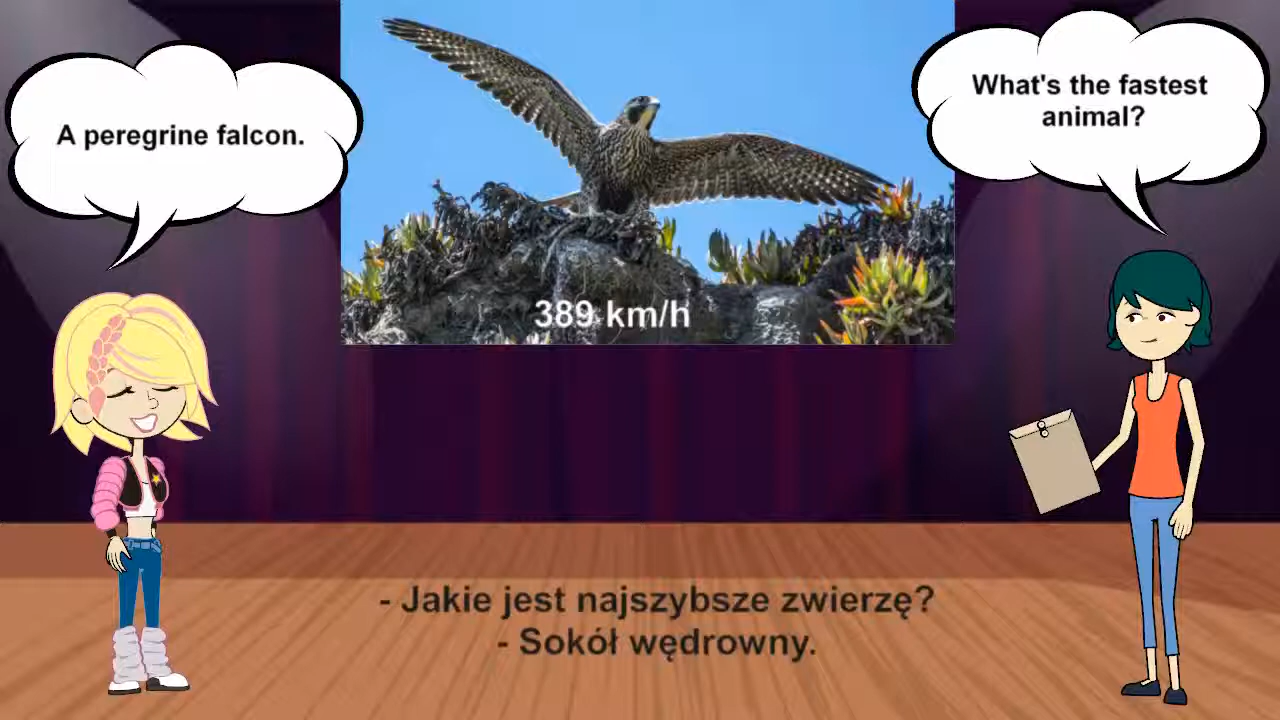 A peregrine falcon.
What's the fastest
animal?
389 km/h
- Jakie jest najszybsze zwierzę?
- Sokół wędrowny.